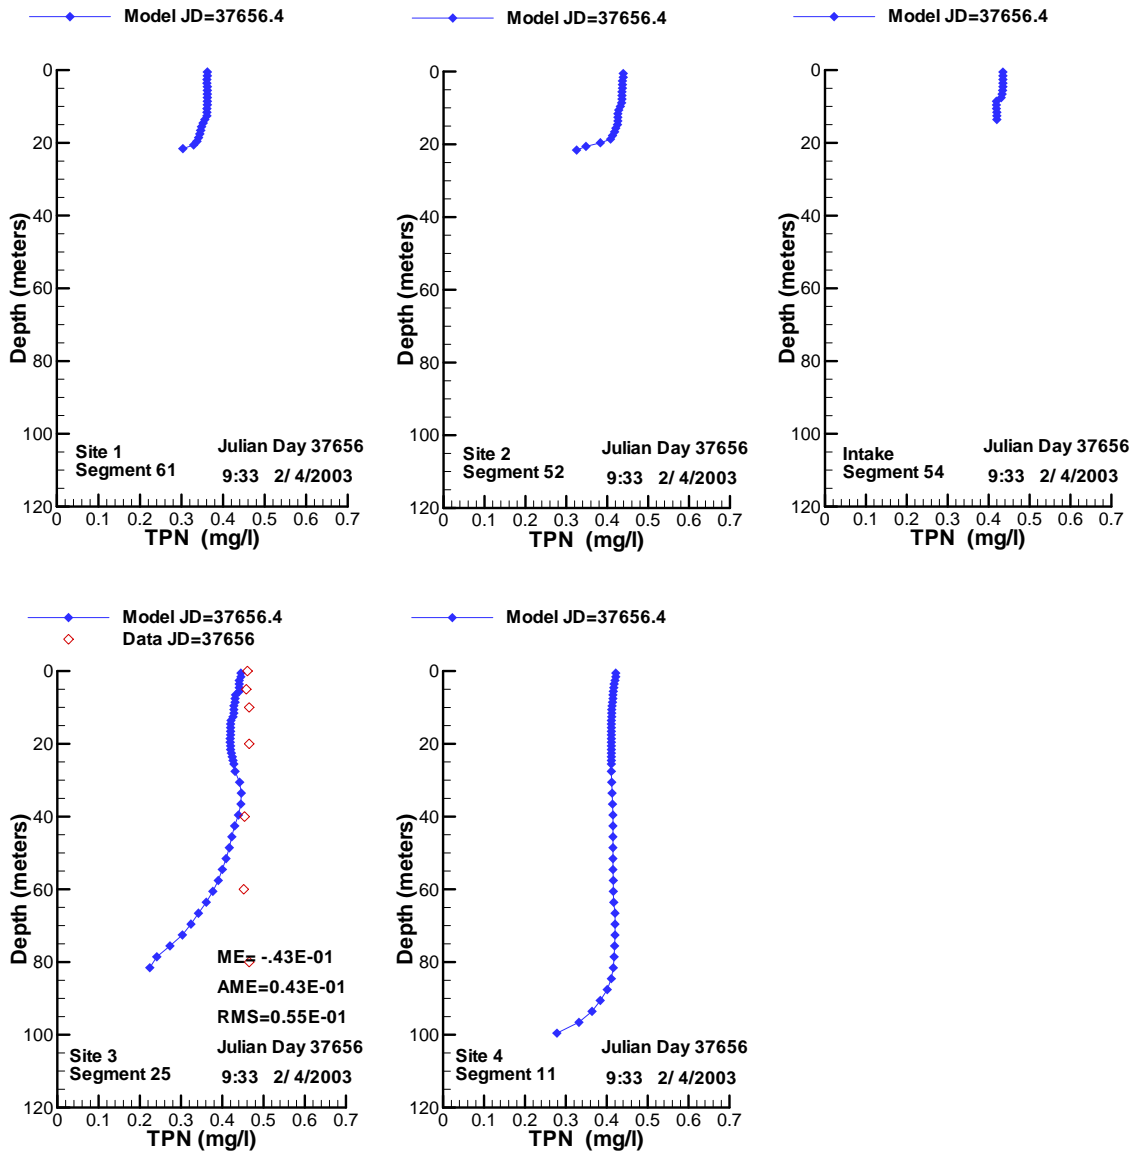 Model JD=37656.4
0
20
40
60
80
100
120
Depth (meters)
Site 1
Segment 61
Julian Day 37656
9:33 2/ 4/2003
0 0.1 0.2 0.3 0.4 0.5 0.6 0.7
TPN (mg/l)
Model JD=37656.4
0
20
40
60
80
100
120
Depth (meters)
Site 2
Segment 52
Julian Day 37656
9:33 2/ 4/2003
0 0.1 0.2 0.3 0.4 0.5 0.6 0.7
TPN (mg/l)
Model JD=37656.4
0
20
40
60
80
100
120
Depth (meters)
Intake
Segment 54
Julian Day 37656
9:33 2/ 4/2003
0 0.1 0.2 0.3 0.4 0.5 0.6 0.7
TPN (mg/l)
Model JD=37656.4
Data JD=37656
0
20
40
60
80
100
120
Depth (meters)
ME= -.43E-01
AME=0.43E-01
RMS=0.55E-01
Site 3
Segment 25
Julian Day 37656
9:33 2/ 4/2003
0 0.1 0.2 0.3 0.4 0.5 0.6 0.7
TPN (mg/l)
Model JD=37656.4
0
20
40
60
80
100
120
Depth (meters)
Site 4
Segment 11
Julian Day 37656
9:33 2/ 4/2003
0 0.1 0.2 0.3 0.4 0.5 0.6 0.7
TPN (mg/l)